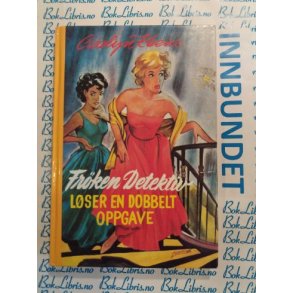 Carolyn Keene
Frøken Detektiv
LØSER EN DOBBELT
OPPGAVE
INNBUNDET
BokLibris.no